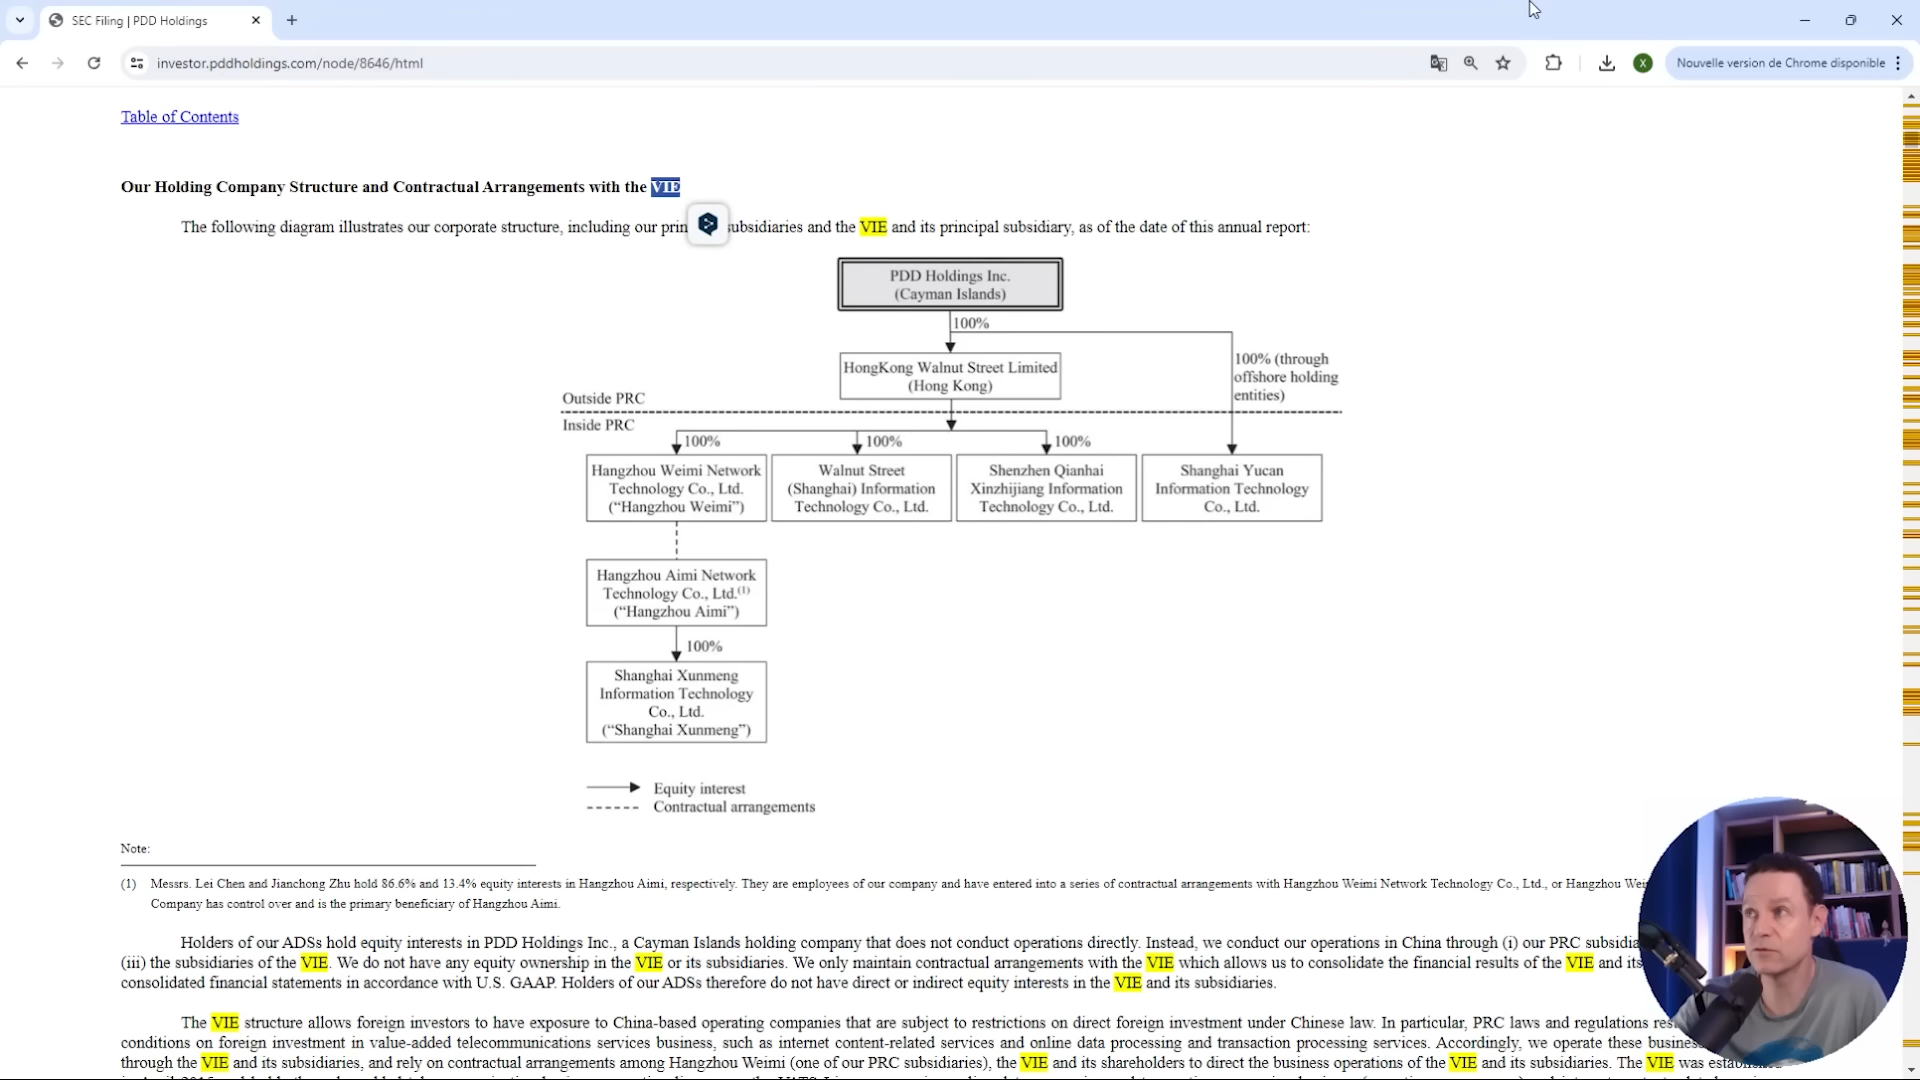 SEC Filing | PDD Holdings
investor.pddholdings.com/node/8646/html
X
Nouvelle version de Chrome disponible
Table of Contents
Our Holding Company Structure and Contractual Arrangements with the VIE
The following diagram illustrates our corporate structure, including our prin ubsidiaries and the VIE and its principal subsidiary, as of the date of this annual report:
PDD Holdings Inc.
(Cayman Islands)
100%
HongKong Walnut Street Limited
(Hong Kong)
100% (through
offshore holding
entities)
Outside PRC
Inside PRC
100%
100%
100%
Hangzhou Weimi Network
Technology Co., Ltd.
(“Hangzhou Weimi”)
Walnut Street
(Shanghai) Information
Technology Co., Ltd.
Shenzhen Qianhai
Xinzhijiang Information
Technology Co., Ltd.
Shanghai Yucan
Information Technology
Co., Ltd.
Hangzhou Aimi Network
Technology Co., Ltd.(1)
(“Hangzhou Aimi”)
100%
Shanghai Xunmeng
Information Technology
Co., Ltd.
(“Shanghai Xunmeng”)
Equity interest
Contractual arrangements
Note:
(1) Messrs. Lei Chen and Jianchong Zhu hold 86.6% and 13.4% equity interests in Hangzhou Aimi, respectively. They are employees of our company and have entered into a series of contractual arrangements with Hangzhou Weimi Network Technology Co., Ltd., or Hangzhou Wei
Company has control over and is the primary beneficiary of Hangzhou Aimi.
Holders of our ADSs hold equity interests in PDD Holdings Inc., a Cayman Islands holding company that does not conduct operations directly. Instead, we conduct our operations in China through (i) our PRC subsidia
(iii) the subsidiaries of the VIE. We do not have any equity ownership in the VIE or its subsidiaries. We only maintain contractual arrangements with the VIE which allows us to consolidate the financial results of the VIE and its
consolidated financial statements in accordance with U.S. GAAP. Holders of our ADSs therefore do not have direct or indirect equity interests in the VIE and its subsidiaries.
The VIE structure allows foreign investors to have exposure to China-based operating companies that are subject to restrictions on direct foreign investment under Chinese law. In particular, PRC laws and regulations res
conditions on foreign investment in value-added telecommunications services business, such as internet content-related services and online data processing and transaction processing services. Accordingly, we operate these busines
through the VIE and its subsidiaries, and rely on contractual arrangements among Hangzhou Weimi (one of our PRC subsidiaries), the VIE and its shareholders to direct the business operations of the VIE and its subsidiaries. The VIE was